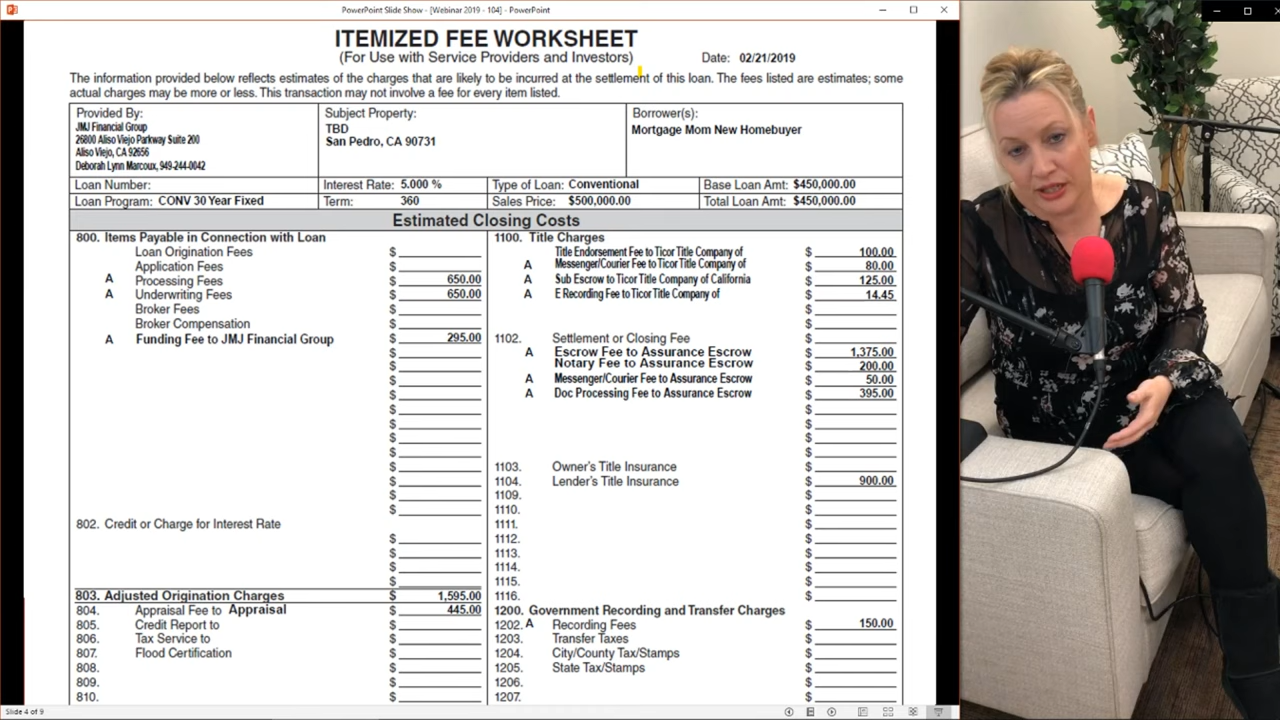 PowerPoint Slide Show - [Webinar 2019 - 104] - PowerPoint
ITEMIZED FEE WORKSHEET
(For Use with Service Providers and Investors)
Date: 02/21/2019
The information provided below reflects estimates of the charges that are likely to be incurred at the settlement of this loan. The fees listed are estimates; some
actual charges may be more or less. This transaction may not involve a fee for every item listed.
Provided By:
JMJ Financial Group
26800 Aliso Viejo Parkway Suite 200
Aliso Viejo, CA 92656
Deborah Lynn Marcoux, 949-244-0042
Subject Property:
TBD
San Pedro, CA 90731
Borrower(s):
Mortgage Mom New Homebuyer
Loan Number:
Interest Rate: 5.000 %
Type of Loan: Conventional
Base Loan Amt: $450,000.00
Loan Program: CONV 30 Year Fixed
Term: 360
Sales Price: $500,000.00
Total Loan Amt: $450,000.00
Estimated Closing Costs
800. Items Payable in Connection with Loan
Loan Origination Fees $
Application Fees $
A Processing Fees $ 650.00
A Underwriting Fees $ 650.00
Broker Fees $
Broker Compensation $
A Funding Fee to JMJ Financial Group $ 295.00
$
$
$
$
$
$
$
$
$
$
$
$
802. Credit or Charge for Interest Rate
$
$
$
$
803. Adjusted Origination Charges $ 1,595.00
804. Appraisal Fee to Appraisal $ 445.00
805. Credit Report to $
806. Tax Service to $
807. Flood Certification $
808. $
809. $
810. $
1100. Title Charges
Title Endorsement Fee to Ticor Title Company of $ 100.00
A Messenger/Courier Fee to Ticor Title Company of $ 80.00
A Sub Escrow to Ticor Title Company of California $ 125.00
A E Recording Fee to Ticor Title Company of $ 14.45
$
$
1102. Settlement or Closing Fee $
A Escrow Fee to Assurance Escrow $ 1,375.00
Notary Fee to Assurance Escrow $ 200.00
A Messenger/Courier Fee to Assurance Escrow $ 50.00
A Doc Processing Fee to Assurance Escrow $ 395.00
$
$
$
$
1103. Owner's Title Insurance $
1104. Lender's Title Insurance $ 900.00
1109. $
1110. $
1111. $
1112. $
1113. $
1114. $
1115. $
1116. $
1200. Government Recording and Transfer Charges
1202. A Recording Fees $ 150.00
1203. Transfer Taxes $
1204. City/County Tax/Stamps $
1205. State Tax/Stamps $
1206. $
1207. $
Slide 4 of 9